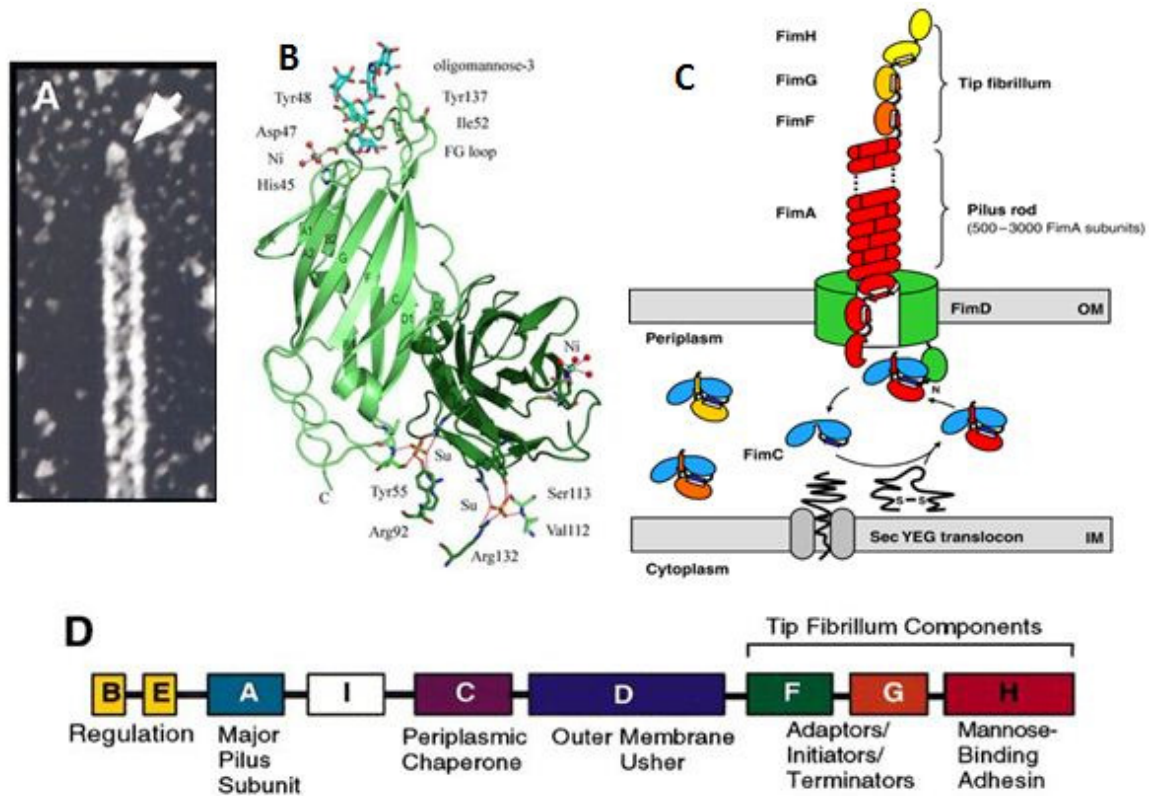 A
B
oligomannose-3
Tyr48
Tyr137
Asp47
Ile52
Ni
FG loop
His45
Ni
Su
C
Tyr55
Su
Ser113
Arg92
Val112
Arg132
C
FimH
FimG
Tip fibrillum
FimF
FimA
Pilus rod
(500–3000 FimA subunits)
FimD
OM
Periplasm
N
FimC
S–S
Sec YEG translocon
IM
Cytoplasm
D
Tip Fibrillum Components
B E A I C D F G H
Regulation
Major
Pilus
Subunit
Periplasmic
Chaperone
Outer Membrane
Usher
Adaptors/
Initiators/
Terminators
Mannose-
Binding
Adhesin